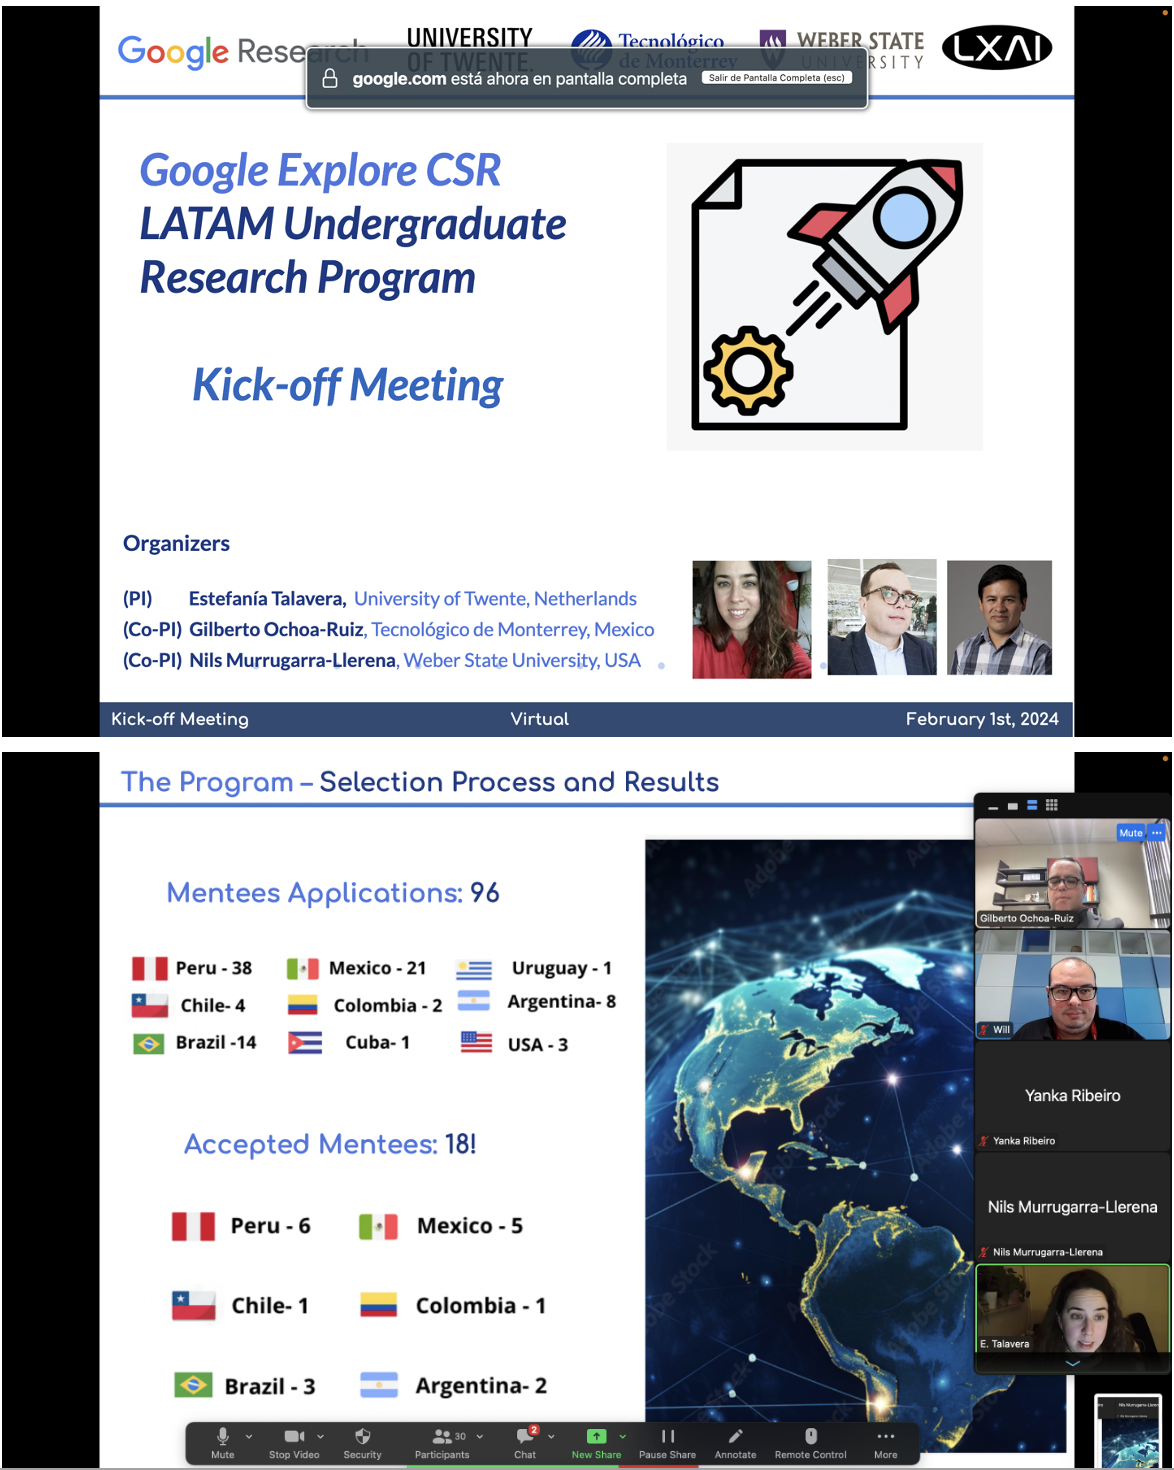 Google Research
UNIVERSITY
OF TWENTE.
Tecnológico
de Monterrey
WEBER STATE
UNIVERSITY
LXAI
google.com está ahora en pantalla completa
Salir de Pantalla Completa (esc)
Google Explore CSR
LATAM Undergraduate
Research Program
Kick-off Meeting
Organizers
(PI) Estefanía Talavera, University of Twente, Netherlands
(Co-PI) Gilberto Ochoa-Ruiz, Tecnológico de Monterrey, Mexico
(Co-PI) Nils Murrugarra-Llerena, Weber State University, USA
Kick-off Meeting Virtual February 1st, 2024
The Program – Selection Process and Results
Mentees Applications: 96
Peru - 38 Mexico - 21 Uruguay - 1
Chile- 4 Colombia - 2 Argentina- 8
Brazil -14 Cuba- 1 USA - 3
Accepted Mentees: 18!
Peru - 6 Mexico - 5
Chile- 1 Colombia - 1
Brazil - 3 Argentina- 2
Adobe Stock
Mute
Gilberto Ochoa-Ruiz
Will
Yanka Ribeiro
Yanka Ribeiro
Nils Murrugarra-Llerena
Nils Murrugarra-Llerena
E. Talavera
30
2
Mute Stop Video Security Participants Chat New Share Pause Share Annotate Remote Control More